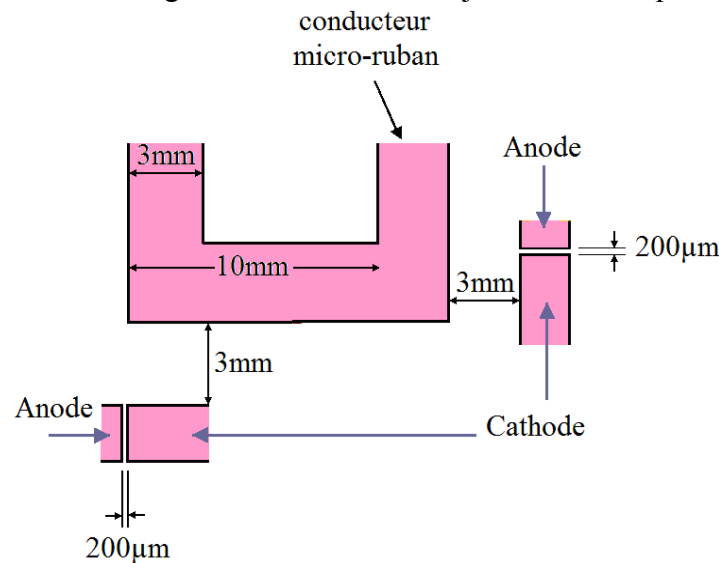 conducteur
micro-ruban
3mm
Anode
200µm
10mm
3mm
3mm
Anode
Cathode
200µm